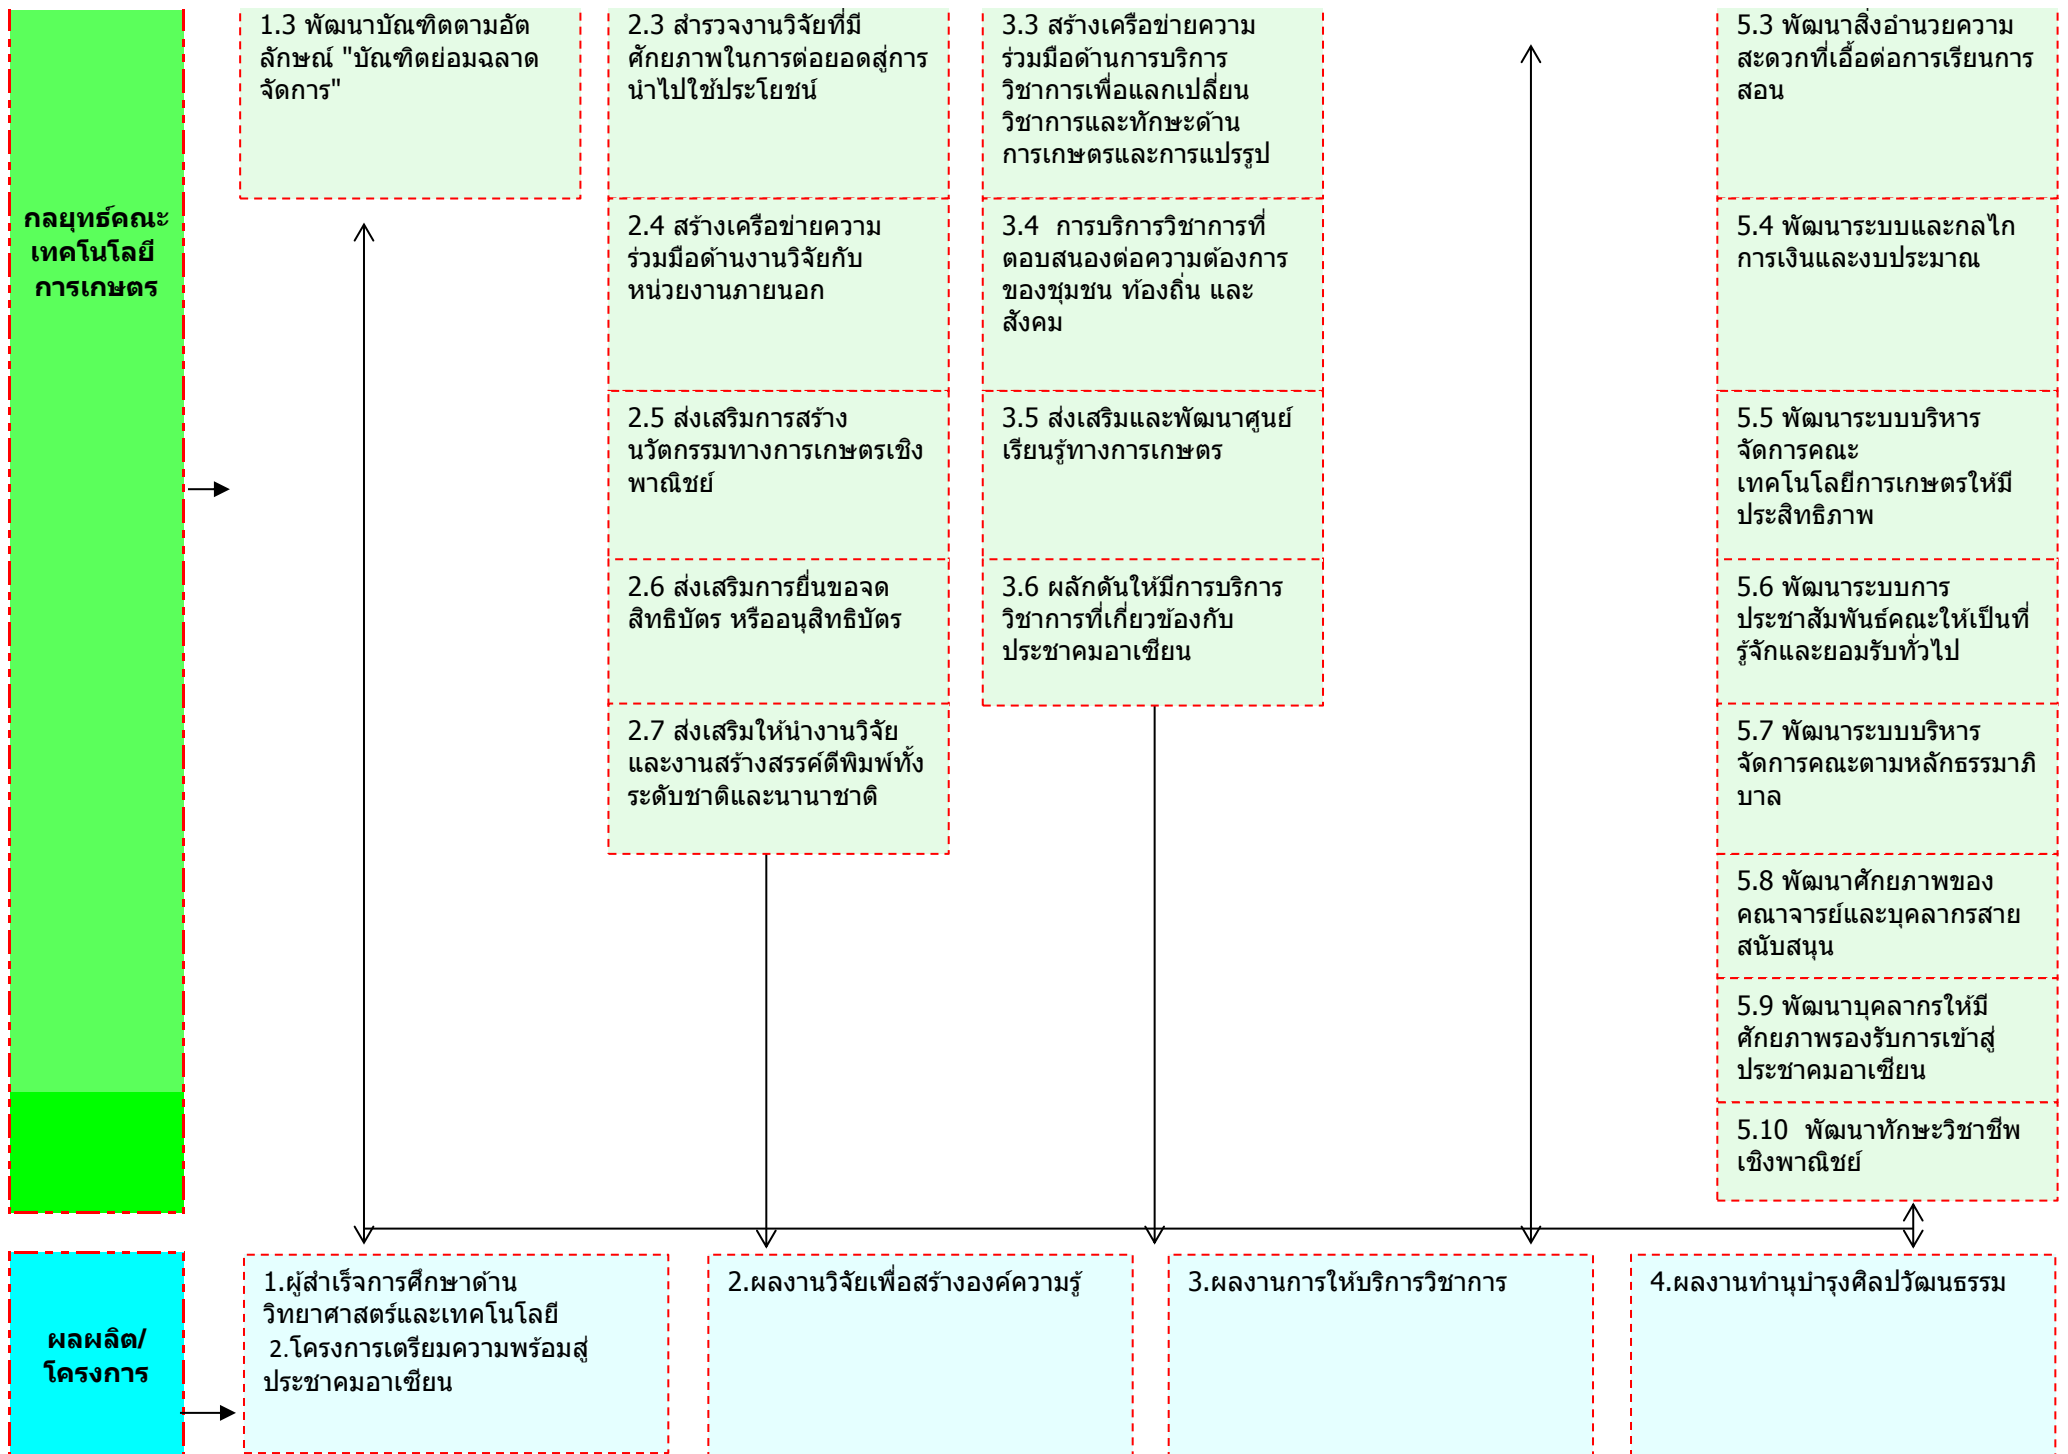 กลยุทธ์คณะ
เทคโนโลยี
การเกษตร
1.3 พัฒนาบัณฑิตตามอัต
ลักษณ์ "บัณฑิตย่อมฉลาด
จัดการ"
2.3 สำรวจงานวิจัยที่มี
ศักยภาพในการต่อยอดสู่การ
นำไปใช้ประโยชน์
2.4 สร้างเครือข่ายความ
ร่วมมือด้านงานวิจัยกับ
หน่วยงานภายนอก
2.5 ส่งเสริมการสร้าง
นวัตกรรมทางการเกษตรเชิง
พาณิชย์
2.6 ส่งเสริมการยื่นขอจด
สิทธิบัตร หรืออนุสิทธิบัตร
2.7 ส่งเสริมให้นำงานวิจัย
และงานสร้างสรรค์ตีพิมพ์ทั้ง
ระดับชาติและนานาชาติ
3.3 สร้างเครือข่ายความ
ร่วมมือด้านการบริการ
วิชาการเพื่อแลกเปลี่ยน
วิชาการและทักษะด้าน
การเกษตรและการแปรรูป
3.4  การบริการวิชาการที่
ตอบสนองต่อความต้องการ
ของชุมชน ท้องถิ่น และ
สังคม
3.5 ส่งเสริมและพัฒนาศูนย์
เรียนรู้ทางการเกษตร
3.6 ผลักดันให้มีการบริการ
วิชาการที่เกี่ยวข้องกับ
ประชาคมอาเซียน
5.3 พัฒนาสิ่งอำนวยความ
สะดวกที่เอื้อต่อการเรียนการ
สอน
5.4 พัฒนาระบบและกลไก
การเงินและงบประมาณ
5.5 พัฒนาระบบบริหาร
จัดการคณะ
เทคโนโลยีการเกษตรให้มี
ประสิทธิภาพ
5.6 พัฒนาระบบการ
ประชาสัมพันธ์คณะให้เป็นที่
รู้จักและยอมรับทั่วไป
5.7 พัฒนาระบบบริหาร
จัดการคณะตามหลักธรรมาภิ
บาล
5.8 พัฒนาศักยภาพของ
คณาจารย์และบุคลากรสาย
สนับสนุน
5.9 พัฒนาบุคลากรให้มี
ศักยภาพรองรับการเข้าสู่
ประชาคมอาเซียน
5.10  พัฒนาทักษะวิชาชีพ
เชิงพาณิชย์
ผลผลิต/
โครงการ
1.ผู้สำเร็จการศึกษาด้าน
วิทยาศาสตร์และเทคโนโลยี
2.โครงการเตรียมความพร้อมสู่
ประชาคมอาเซียน
2.ผลงานวิจัยเพื่อสร้างองค์ความรู้
3.ผลงานการให้บริการวิชาการ
4.ผลงานทำนุบำรุงศิลปวัฒนธรรม